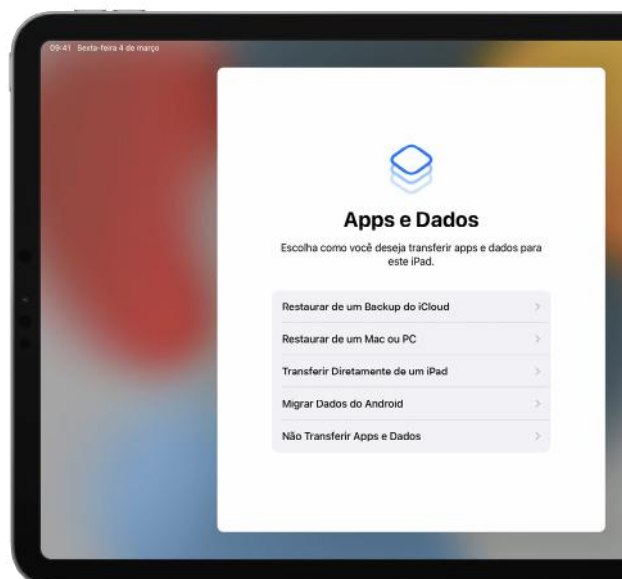 09:41 Sexta-feira 4 de março
Apps e Dados
Escolha como você deseja transferir apps e dados para
este iPad.
Restaurar de um Backup do iCloud
Restaurar de um Mac ou PC
Transferir Diretamente de um iPad
Migrar Dados do Android
Não Transferir Apps e Dados